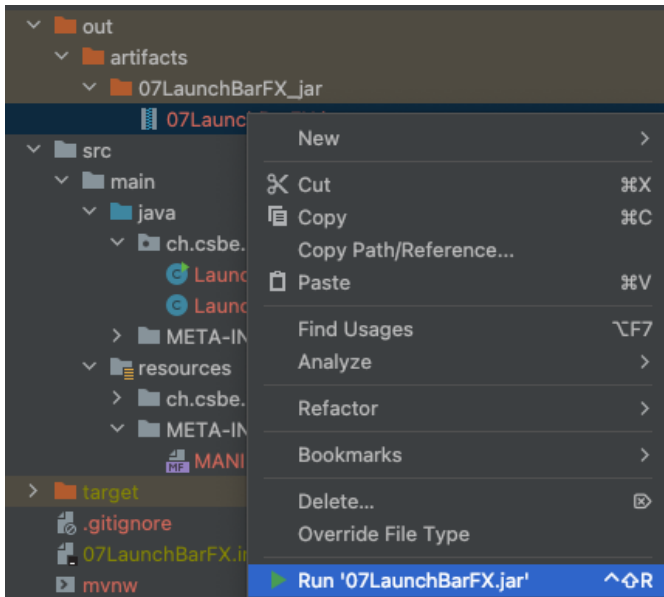 out
artifacts
07LaunchBarFX_jar
07Launc
src
main
java
ch.csbe.
Laun
Laun
META-IN
resources
ch.csbe.
META-IN
MANI
target
.gitignore
07LaunchBarFX.i
mvnw
New
Cut ⌘X
Copy ⌘C
Copy Path/Reference...
Paste ⌘V
Find Usages ⌥F7
Analyze
Refactor
Bookmarks
Delete...
Override File Type
Run '07LaunchBarFX.jar' ^⇧R